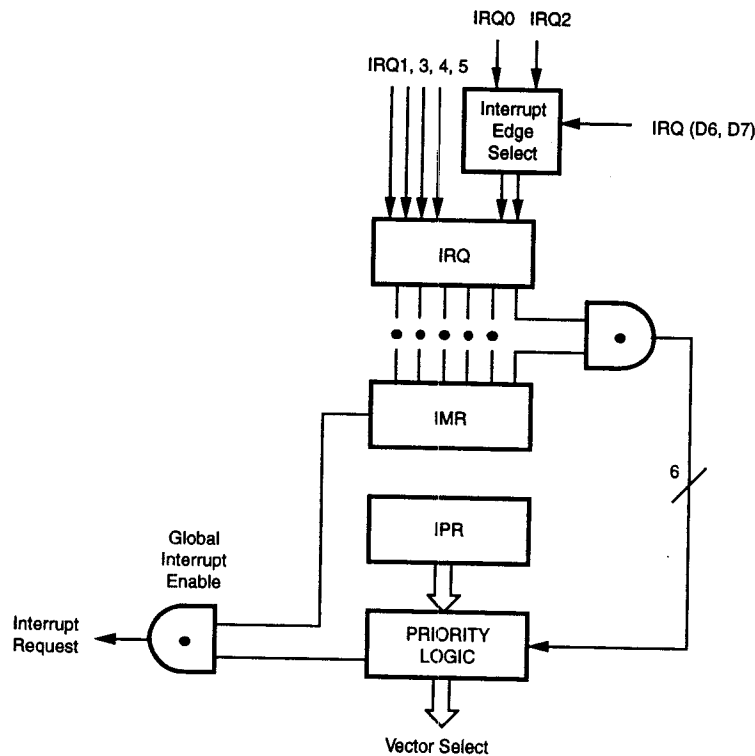 IRQ0 IRQ2
IRQ1, 3, 4, 5
Interrupt
Edge
Select
IRQ (D6, D7)
IRQ
IMR
6
IPR
Global
Interrupt
Enable
Interrupt
Request
PRIORITY
LOGIC
Vector Select